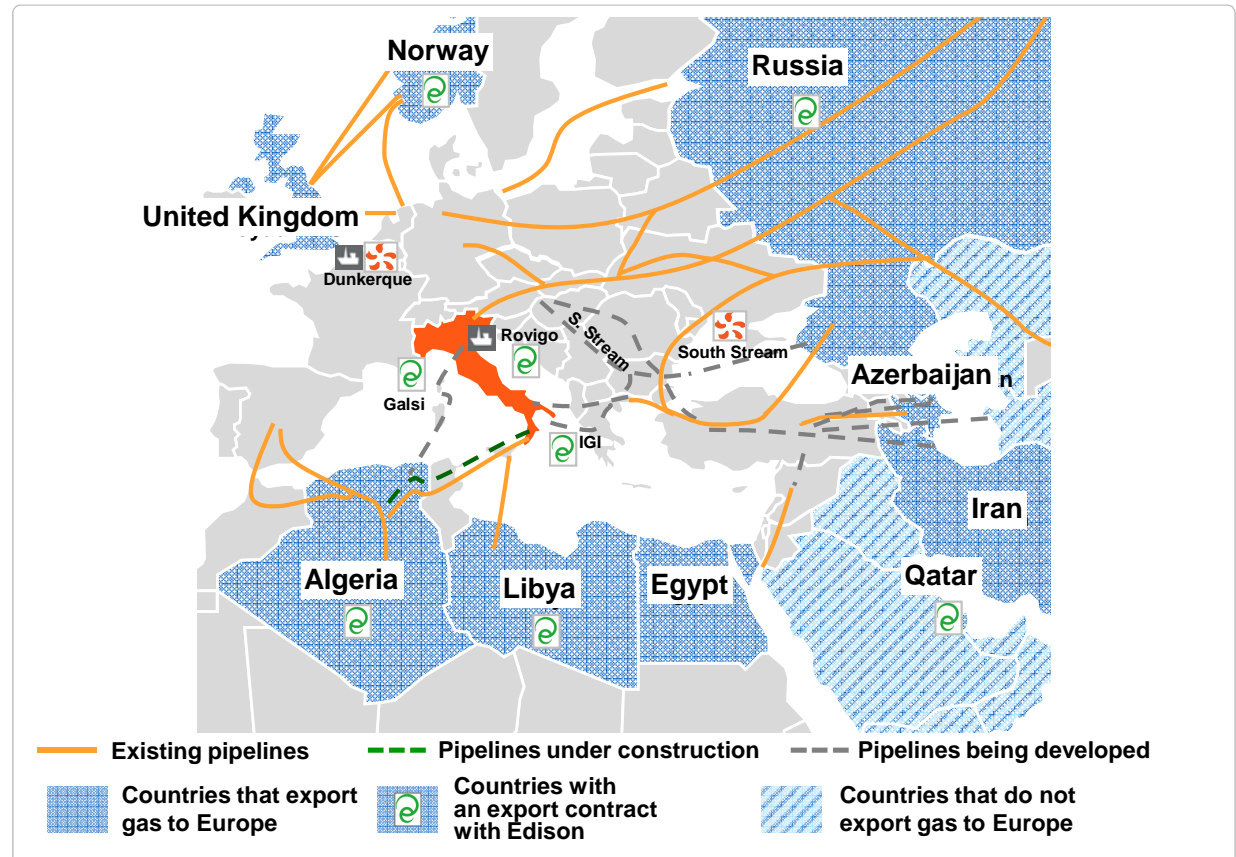 Norway
Russia
United Kingdom
Dunkerque
Rovigo
S. Stream
South Stream
Galsi
Azerbaijan
IGI
Iran
Algeria
Libya
Egypt
Qatar
Existing pipelines
Pipelines under construction
Pipelines being developed
Countries that export
gas to Europe
Countries with
an export contract
with Edison
Countries that do not
export gas to Europe